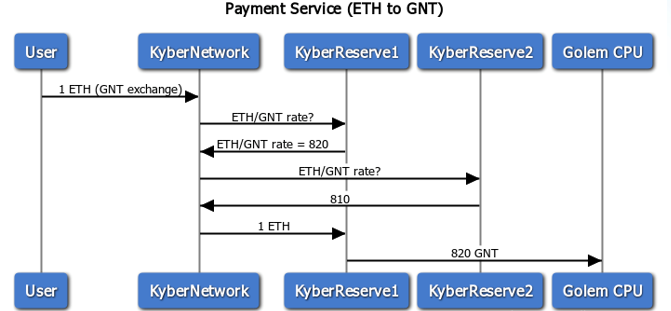 Payment Service (ETH to GNT)
User
KyberNetwork
KyberReserve1
KyberReserve2
Golem CPU
1 ETH (GNT exchange)
ETH/GNT rate?
ETH/GNT rate = 820
ETH/GNT rate?
810
1 ETH
820 GNT
User
KyberNetwork
KyberReserve1
KyberReserve2
Golem CPU